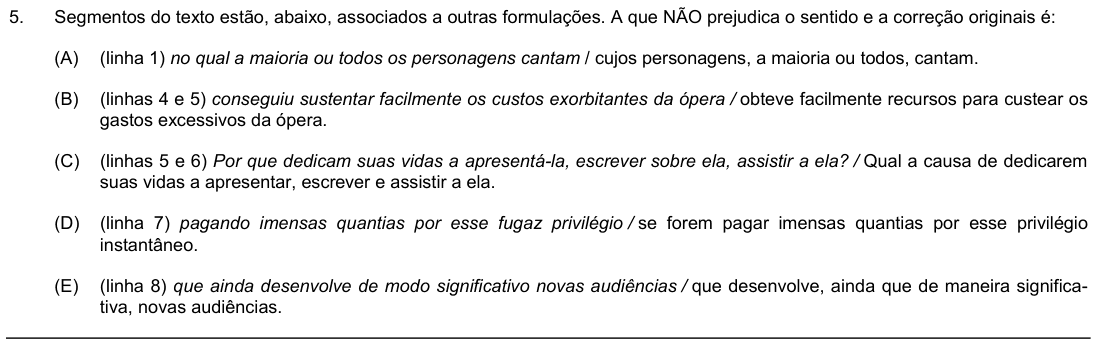 5. Segmentos do texto estão, abaixo, associados a outras formulações. A que NÃO prejudica o sentido e a correção originais é:
(A) (linha 1) no qual a maioria ou todos os personagens cantam / cujos personagens, a maioria ou todos, cantam.
(B) (linhas 4 e 5) conseguiu sustentar facilmente os custos exorbitantes da ópera / obteve facilmente recursos para custear os
gastos excessivos da ópera.
(C) (linhas 5 e 6) Por que dedicam suas vidas a apresentá-la, escrever sobre ela, assistir a ela? / Qual a causa de dedicarem
suas vidas a apresentar, escrever e assistir a ela.
(D) (linha 7) pagando imensas quantias por esse fugaz privilégio / se forem pagar imensas quantias por esse privilégio
instantâneo.
(E) (linha 8) que ainda desenvolve de modo significativo novas audiências / que desenvolve, ainda que de maneira significa-
tiva, novas audiências.